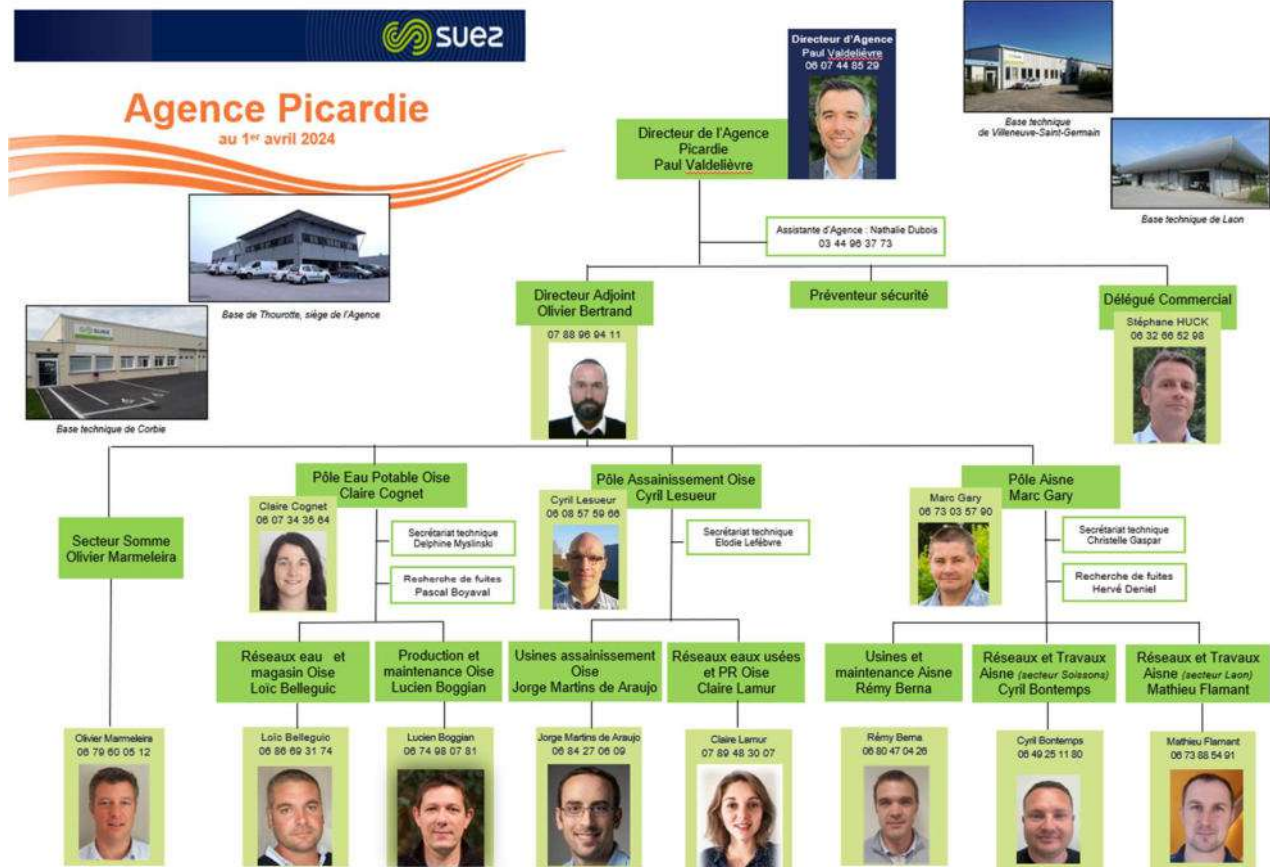 suez
Agence Picardie
au 1er avril 2024
Directeur d'Agence
Paul Valdelièvre
06 07 44 85 29
Directeur de l'Agence
Picardie
Paul Valdelièvre
Base technique
de Villeneuve-Saint-Germain
Base technique de Laon
Assistante d'Agence : Nathalie Dubois
03 44 96 37 73
Base de Thourotte, siège de l'Agence
suez
Base technique de Corbie
Directeur Adjoint
Olivier Bertrand
07 88 96 94 11
Préventeur sécurité
Délégué Commercial
Stéphane HUCK
06 32 66 52 98
Secteur Somme
Olivier Marmeleira
Pôle Eau Potable Oise
Claire Cognet
Claire Cognet
06 07 34 35 64
Secrétariat technique
Delphine Myslinski
Recherche de fuites
Pascal Boyaval
Pôle Assainissement Oise
Cyril Lesueur
Cyril Lesueur
06 08 57 59 66
Secrétariat technique
Elodie Lefébvre
Pôle Aisne
Marc Gary
Marc Gary
06 73 03 57 90
Secrétariat technique
Christelle Gaspar
Recherche de fuites
Hervé Deniel
Réseaux eau et
magasin Oise
Loïc Belleguic
Production et
maintenance Oise
Lucien Boggian
Usines assainissement
Oise
Jorge Martins de Araujo
Réseaux eaux usées
et PR Oise
Claire Lamur
Usines et
maintenance Aisne
Rémy Berna
Réseaux et Travaux
Aisne (secteur Soissons)
Cyril Bontemps
Réseaux et Travaux
Aisne (secteur Laon)
Mathieu Flamant
Olivier Marmeleira
06 79 60 05 12
Loïc Belleguic
06 86 69 31 74
Lucien Boggian
06 74 98 07 81
Jorge Martins de Araujo
06 84 27 06 09
Claire Lamur
07 89 48 30 07
Rémy Berna
06 80 47 04 26
Cyril Bontemps
06 49 25 11 80
Mathieu Flamant
06 73 88 54 91